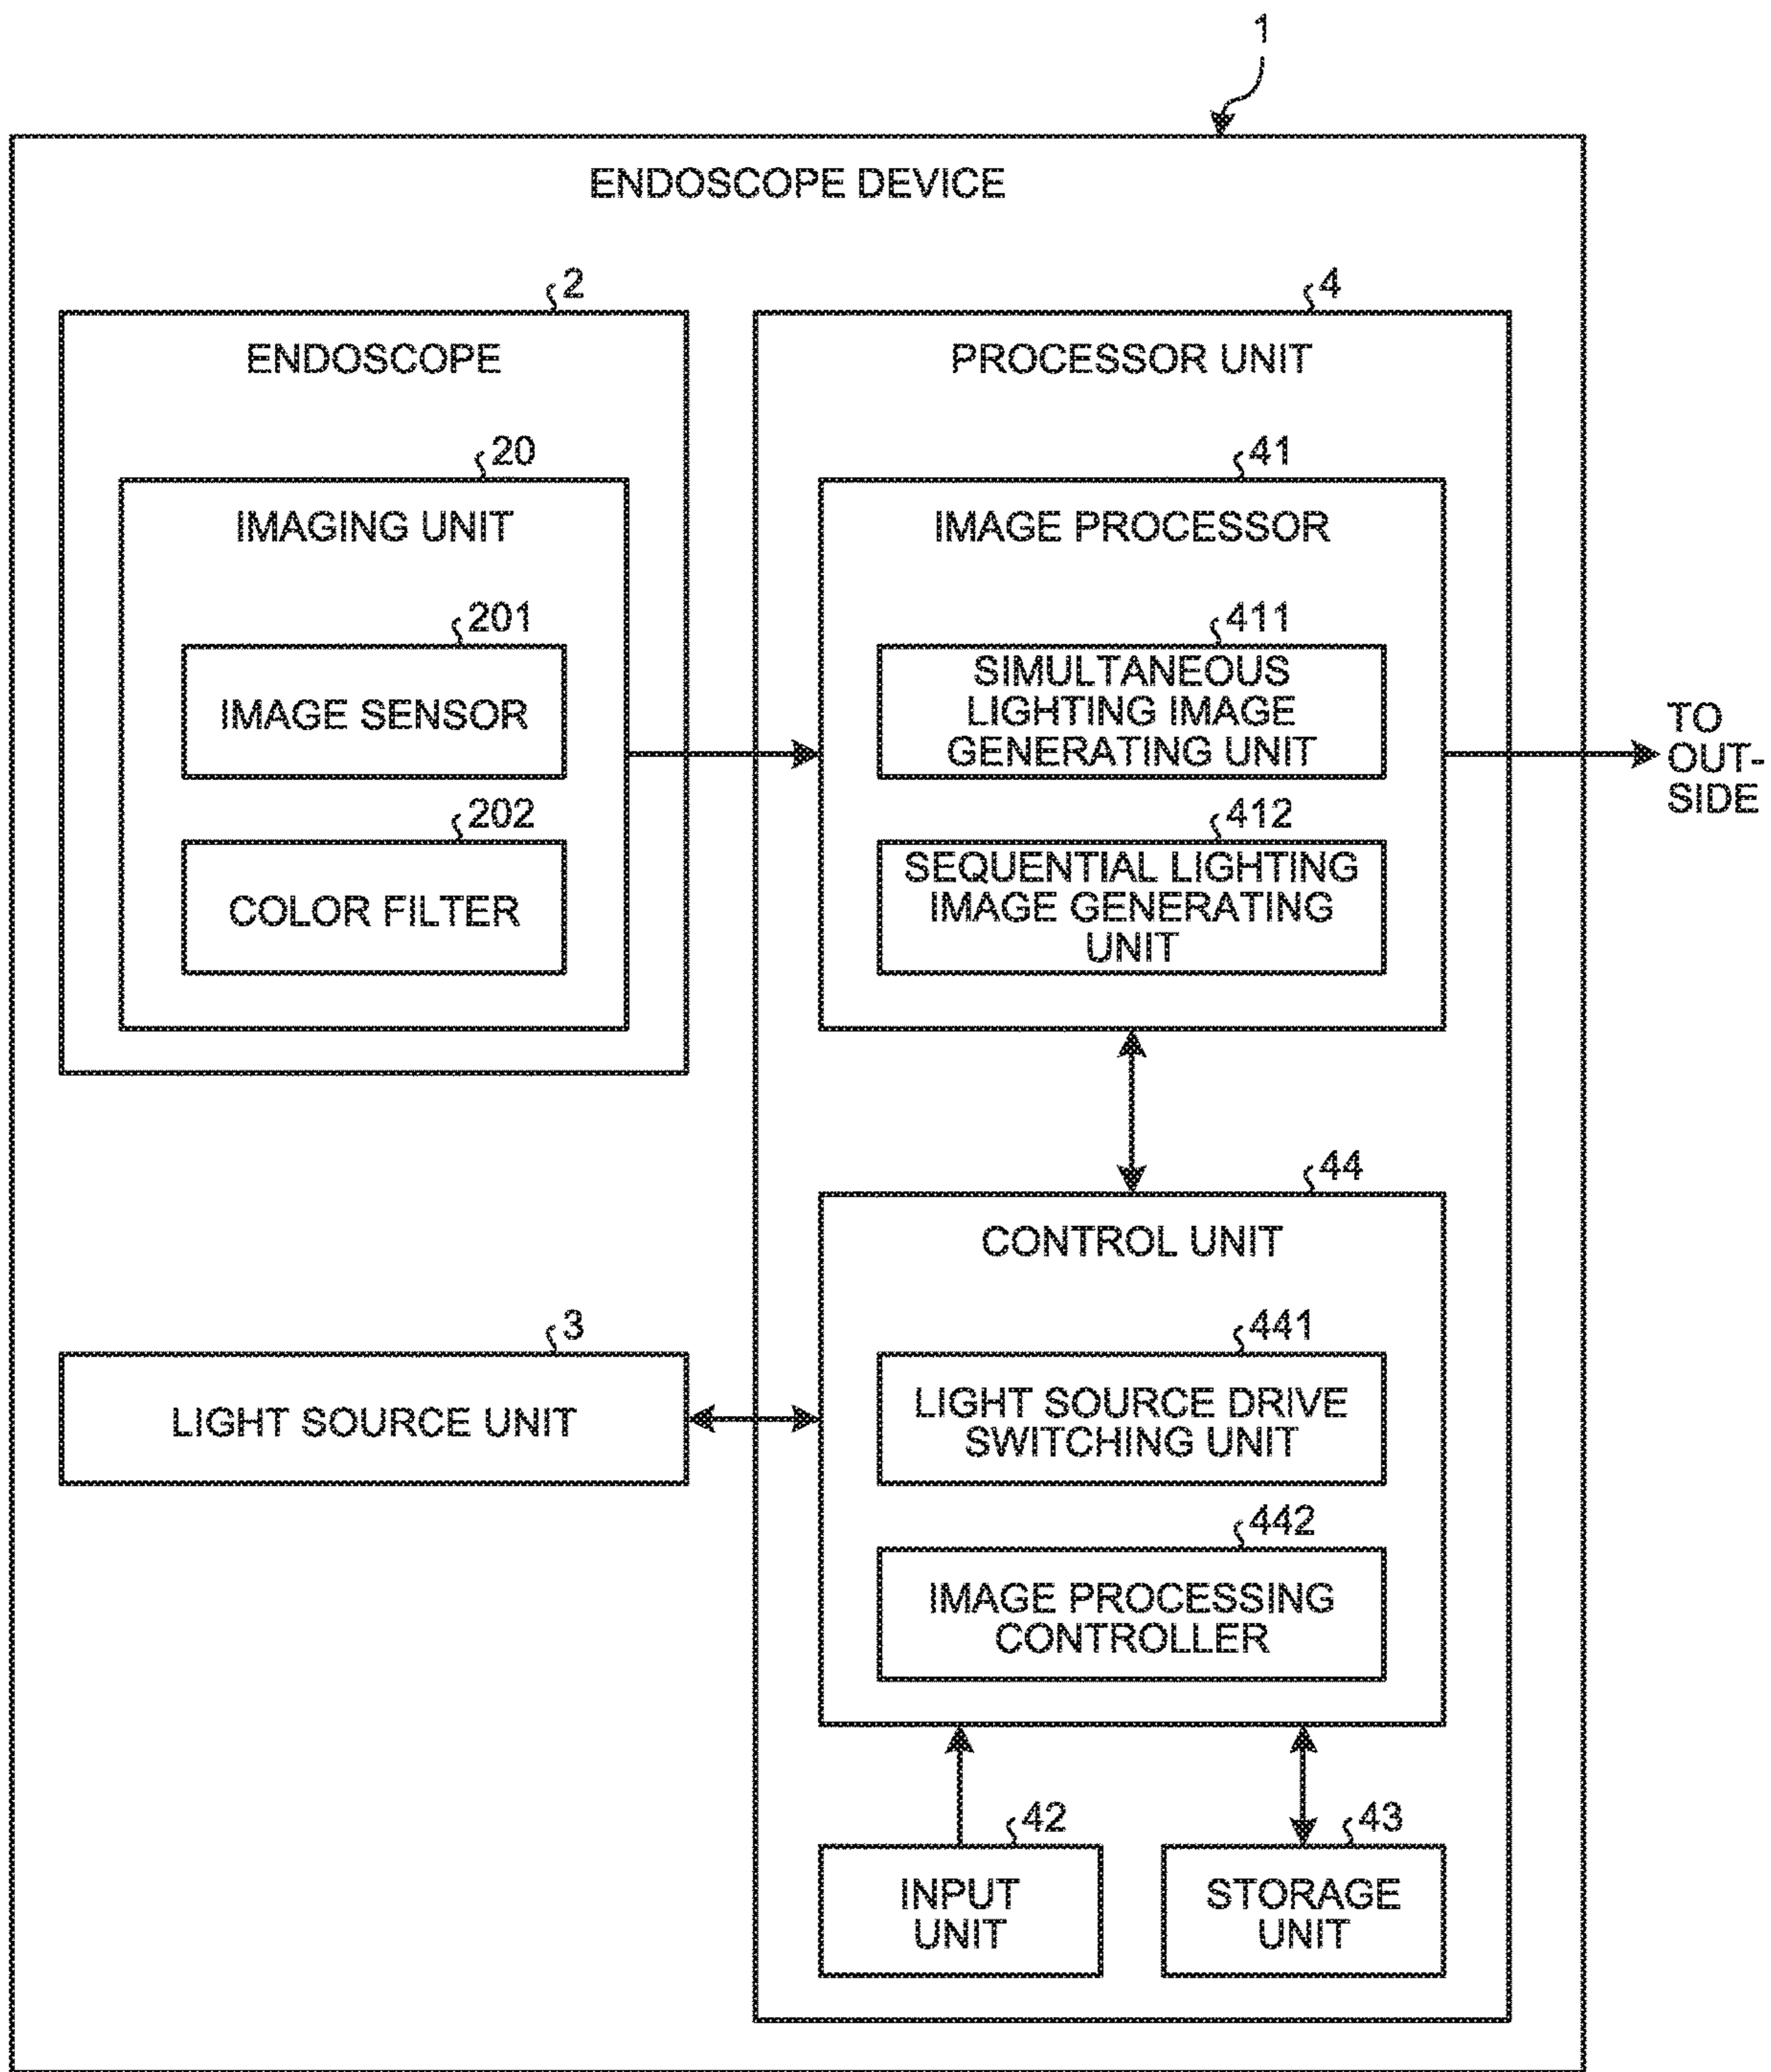 1
ENDOSCOPE DEVICE
2
ENDOSCOPE
20
IMAGING UNIT
201
IMAGE SENSOR
202
COLOR FILTER
4
PROCESSOR UNIT
41
IMAGE PROCESSOR
411
SIMULTANEOUS
LIGHTING IMAGE
GENERATING UNIT
412
SEQUENTIAL LIGHTING
IMAGE GENERATING
UNIT
TO
OUT-
SIDE
3
LIGHT SOURCE UNIT
44
CONTROL UNIT
441
LIGHT SOURCE DRIVE
SWITCHING UNIT
442
IMAGE PROCESSING
CONTROLLER
42
INPUT
UNIT
43
STORAGE
UNIT